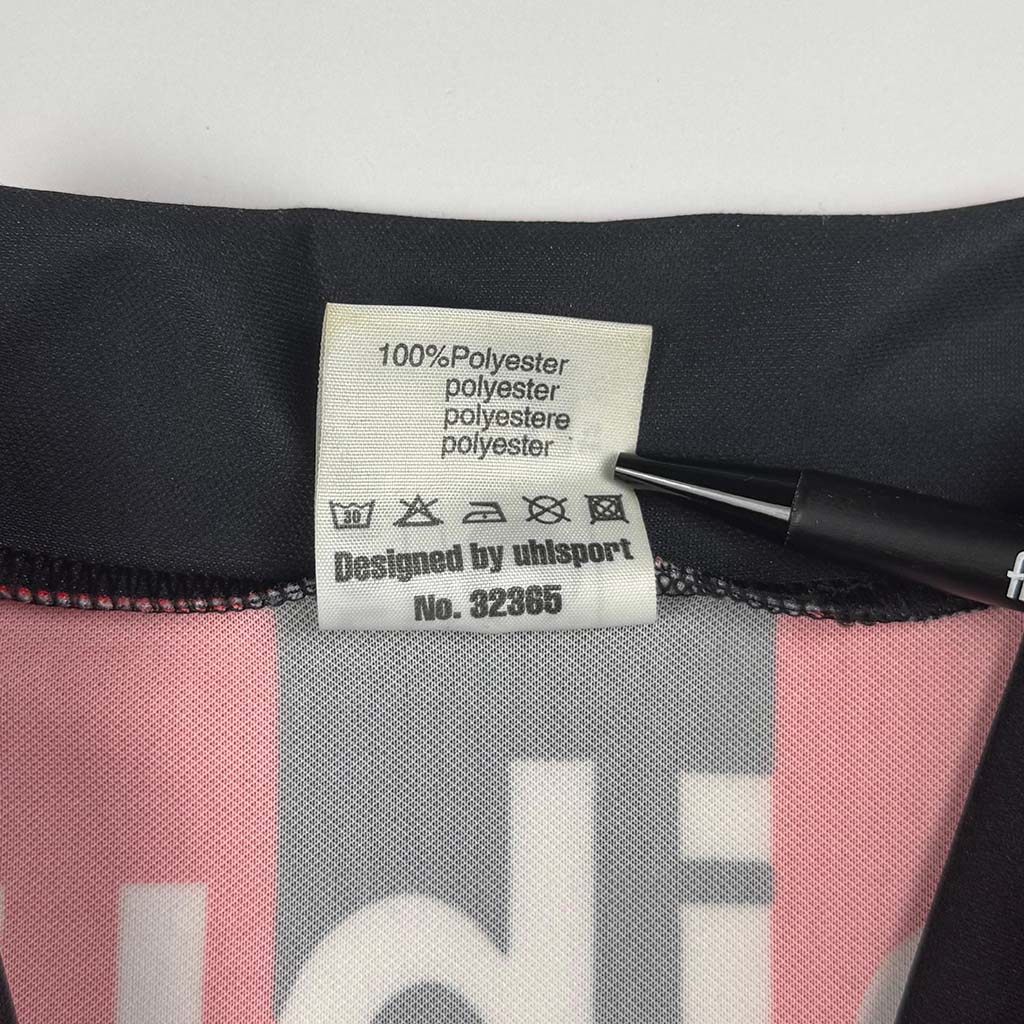 100%Polyester
polyester
polyestere
polyester
30
Designed by uhlsport
No. 32365